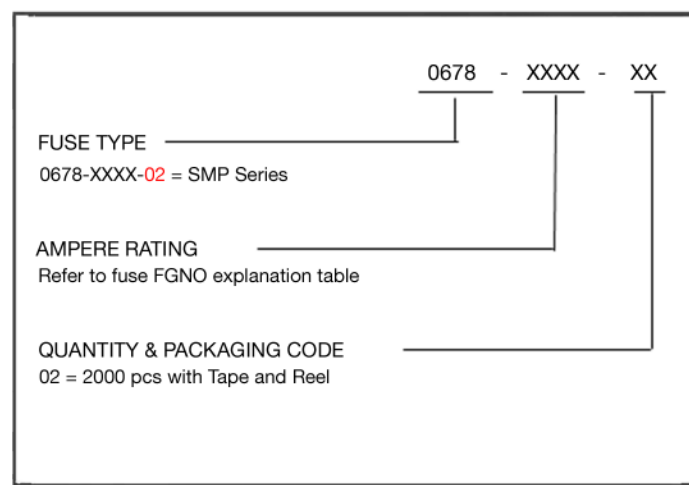 0678 - XXXX - XX
FUSE TYPE
0678-XXXX-02 = SMP Series
AMPERE RATING
Refer to fuse FGNO explanation table
QUANTITY & PACKAGING CODE
02 = 2000 pcs with Tape and Reel